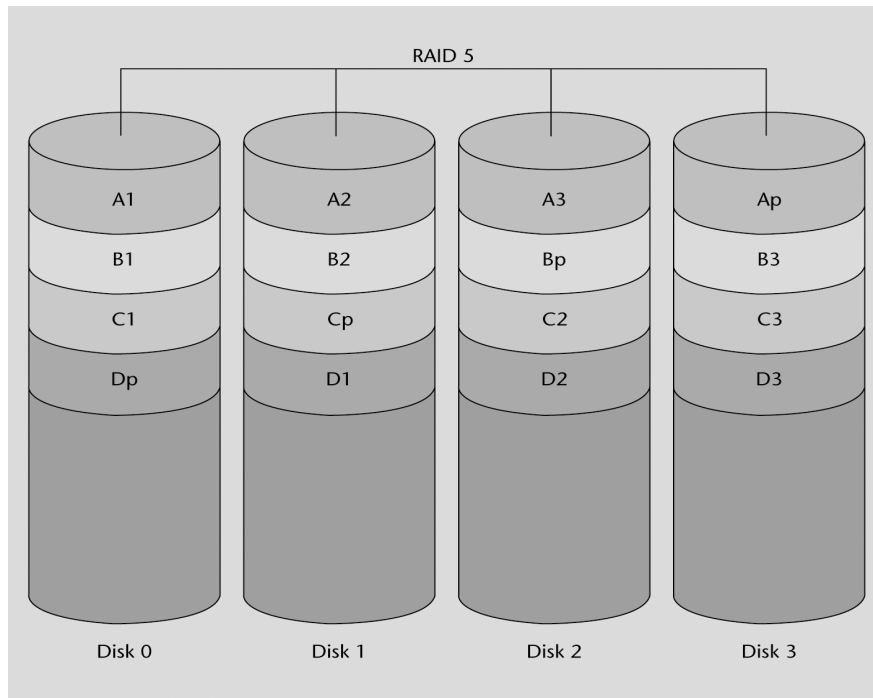 RAID 5
A1 A2 A3 Ap
B1 B2 Bp B3
C1 Cp C2 C3
Dp D1 D2 D3
Disk 0 Disk 1 Disk 2 Disk 3